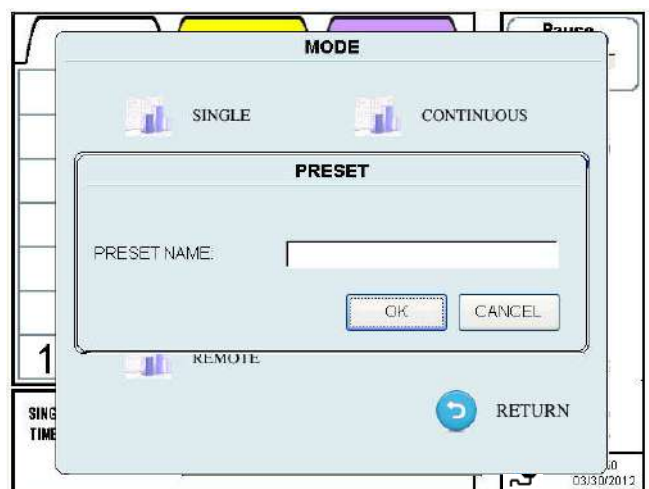 Pause
MODE
SINGLE
CONTINUOUS
PRESET
PRESET NAME:
OK
CANCEL
1
REMOTE
SING
TIME
RETURN
03/30/2012